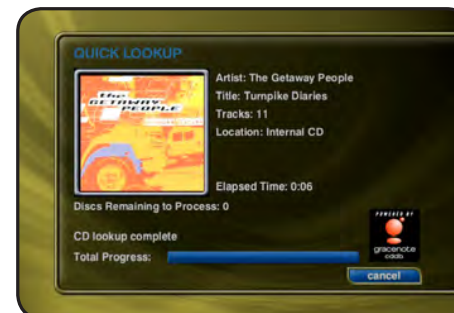 QUICK LOOKUP
the
GETAWAY
PEOPLE
Artist: The Getaway People
Title: Turnpike Diaries
Tracks: 11
Location: Internal CD
Elapsed Time: 0:06
Discs Remaining to Process: 0
CD lookup complete
Total Progress:
POWERED BY
gracenote
cddb
cancel